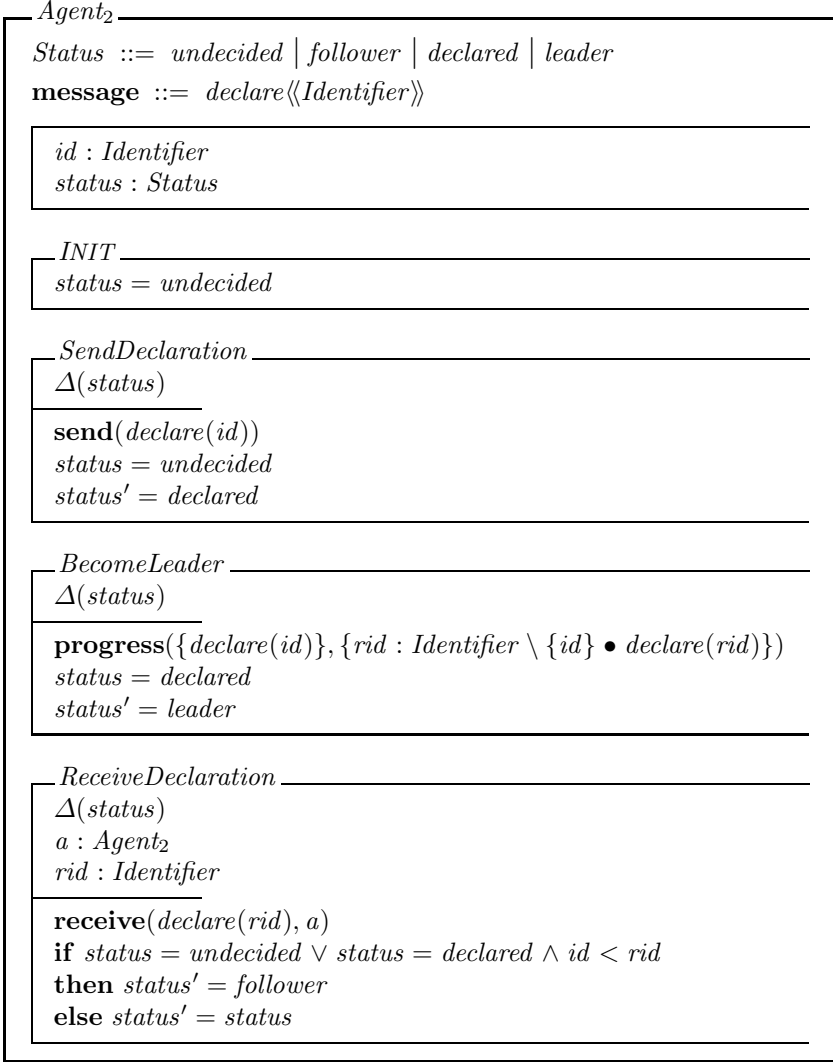 Agent₂
Status ::= undecided | follower | declared | leader
message ::= declare⟪Identifier⟫
id : Identifier
status : Status
INIT
status = undecided
SendDeclaration
Δ(status)
send(declare(id))
status = undecided
status′ = declared
BecomeLeader
Δ(status)
progress({declare(id)}, {rid : Identifier \ {id} • declare(rid)})
status = declared
status′ = leader
ReceiveDeclaration
Δ(status)
a : Agent₂
rid : Identifier
receive(declare(rid), a)
if status = undecided ∨ status = declared ∧ id < rid
then status′ = follower
else status′ = status